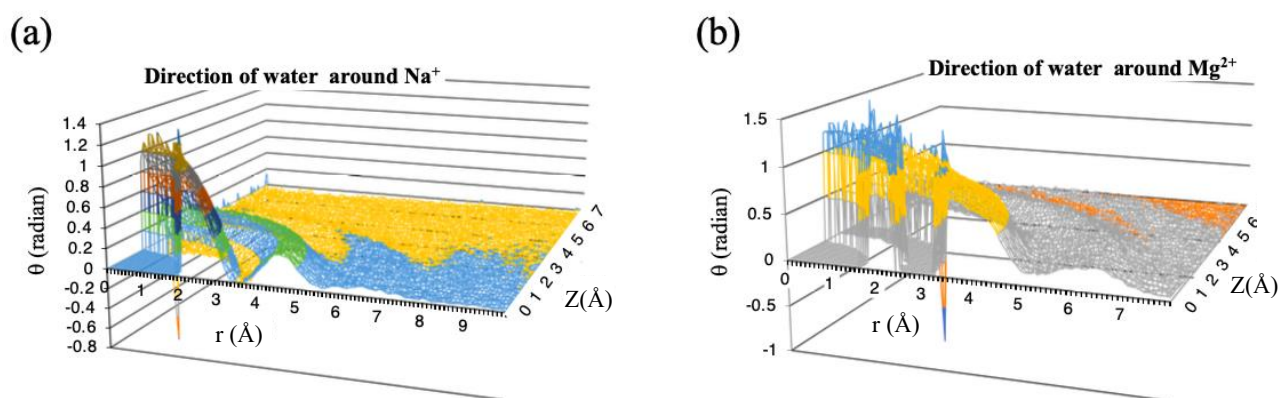 (a)
Direction of water around Na⁺
1.4
1.2
1
0.8
0.6
0.4
0.2
0
-0.2
-0.4
-0.6
-0.8
θ (radian)
0 1 2 3 4 5 6 7 8 9
r (Å)
0 1 2 3 4 5 6 7
Z(Å)
(b)
Direction of water around Mg²⁺
1.5
1
0.5
0
-0.5
-1
θ (radian)
0 1 2 3 4 5 6 7
r (Å)
0 1 2 3 4 5 6
Z(Å)